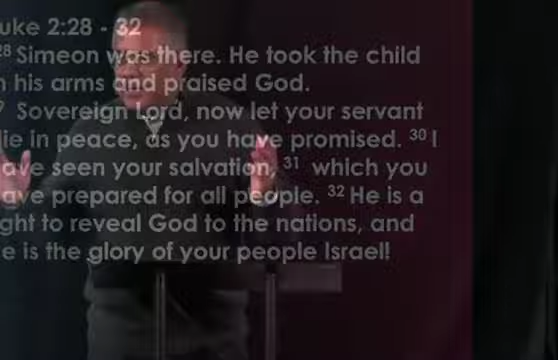 uke 2:28 - 32
28 Simeon was there. He took the child
n his arms and praised God.
Sovereign Lord, now let your servant
ie in peace, as you have promised. 30 I
ave seen your salvation, 31 which you
ave prepared for all people. 32 He is a
ght to reveal God to the nations, and
e is the glory of your people Israel!